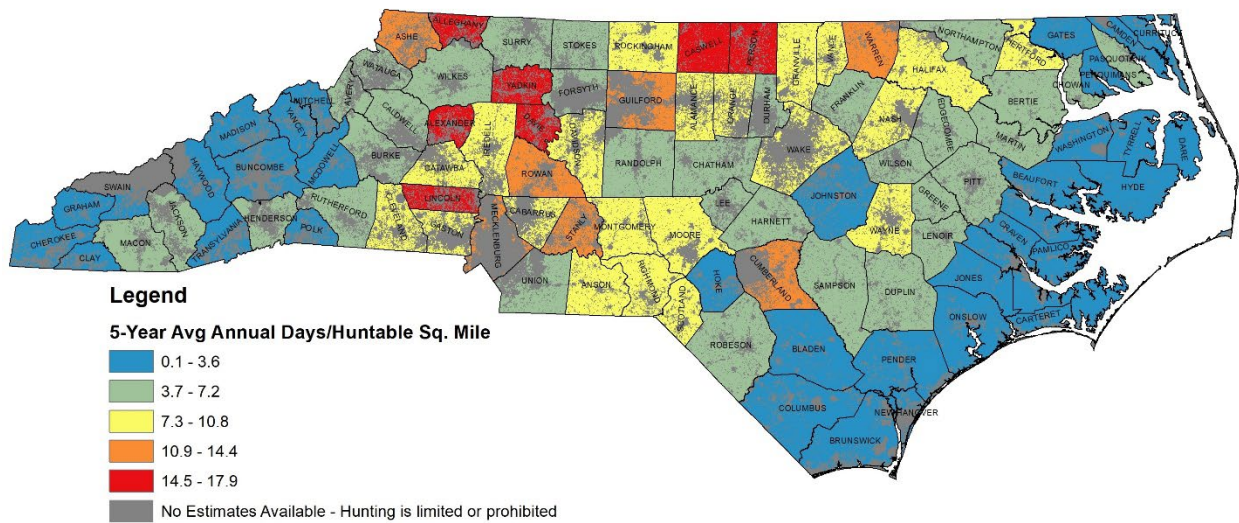 ASHE
ALLEGHANY
SURRY
STOKES
ROCKINGHAM
CASWELL
PERSON
GRANVILLE
VANCE
WARREN
NORTHAMPTON
HERTFORD
GATES
CAMDEN
CURRITUCK
PASQUOTANK
PERQUIMANS
CHOWAN
HALIFAX
BERTIE
WATAUGA
WILKES
YADKIN
FORSYTH
GUILFORD
ALAMANCE
ORANGE
DURHAM
FRANKLIN
NASH
EDGECOMBE
MARTIN
WASHINGTON
TYRRELL
DARE
MITCHELL
AVERY
YANCEY
MADISON
CALDWELL
ALEXANDER
IREDELL
DAVIE
DAVIDSON
RANDOLPH
CHATHAM
WAKE
WILSON
PITT
BEAUFORT
HYDE
HAYWOOD
BUNCOMBE
MCDOWELL
BURKE
CATAWBA
ROWAN
LEE
JOHNSTON
GREENE
SWAIN
GRAHAM
JACKSON
HENDERSON
RUTHERFORD
LINCOLN
CLEVELAND
GASTON
MECKLENBURG
CABARRUS
STANLY
MONTGOMERY
MOORE
HARNETT
WAYNE
LENOIR
CRAVEN
PAMLICO
CHEROKEE
CLAY
MACON
TRANSYLVANIA
POLK
UNION
ANSON
RICHMOND
SCOTLAND
HOKE
CUMBERLAND
SAMPSON
DUPLIN
JONES
CARTERET
ONSLOW
ROBESON
BLADEN
PENDER
COLUMBUS
NEW HANOVER
BRUNSWICK
Legend
5-Year Avg Annual Days/Huntable Sq. Mile
0.1 - 3.6
3.7 - 7.2
7.3 - 10.8
10.9 - 14.4
14.5 - 17.9
No Estimates Available - Hunting is limited or prohibited